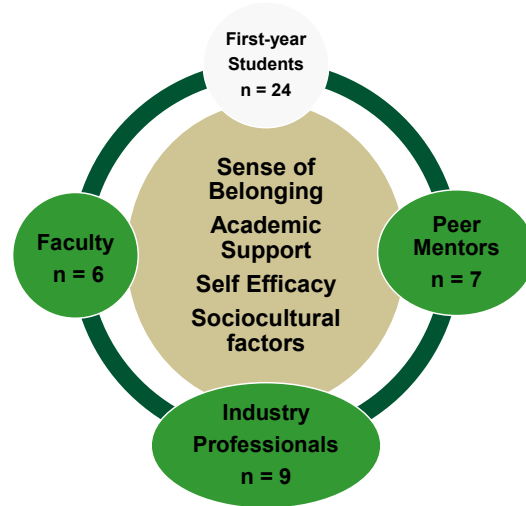 First-year
Students
n = 24
Sense of
Belonging
Academic
Support
Self Efficacy
Sociocultural
factors
Faculty
n = 6
Peer
Mentors
n = 7
Industry
Professionals
n = 9